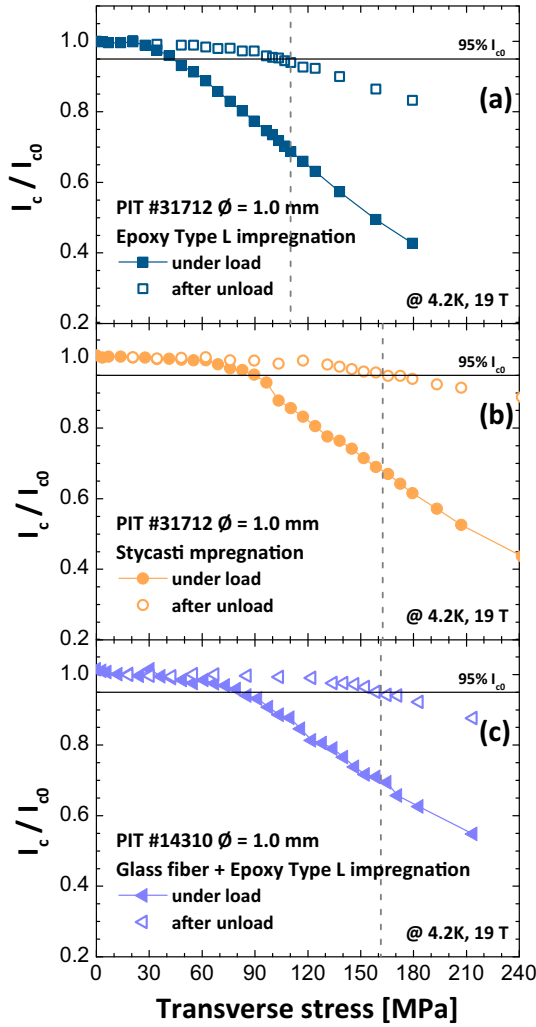 1.0
0.8
0.6
0.4
0.2
I_c / I_c0
95% I_c0
(a)
PIT #31712 Ø = 1.0 mm
Epoxy Type L impregnation
under load
after unload
@ 4.2K, 19 T
1.0
0.8
0.6
0.4
0.2
I_c / I_c0
95% I_c0
(b)
PIT #31712 Ø = 1.0 mm
Stycasti mpregnation
under load
after unload
@ 4.2K, 19 T
1.0
0.8
0.6
0.4
0.2
I_c / I_c0
95% I_c0
(c)
PIT #14310 Ø = 1.0 mm
Glass fiber + Epoxy Type L impregnation
under load
after unload
@ 4.2K, 19 T
0 30 60 90 120 150 180 210 240
Transverse stress [MPa]